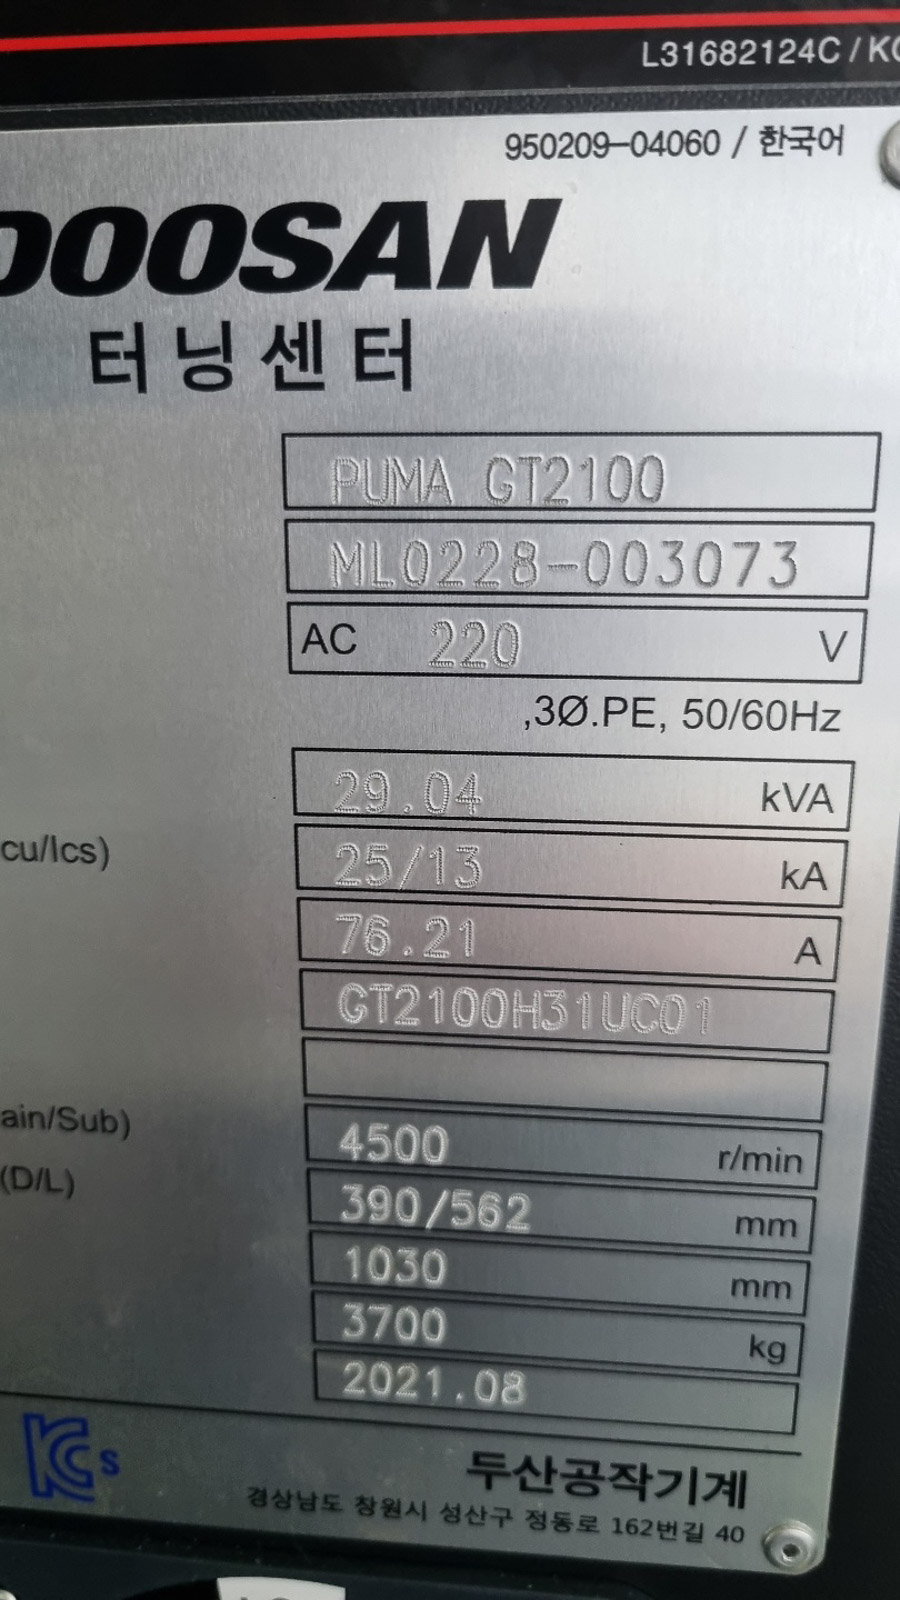 L31682124C / KO
950209-04060 / 한국어
DOOSAN
터닝센터
PUMA GT2100
ML0228-003073
AC 220 V
,3Ø.PE, 50/60Hz
29.04 kVA
cu/Ics) 25/13 kA
76.21 A
GT2100H31UC01
ain/Sub) 4500 r/min
(D/L) 390/562 mm
1030 mm
3700 kg
2021.08
KCs 두산공작기계
경상남도 창원시 성산구 정동로 162번길 40